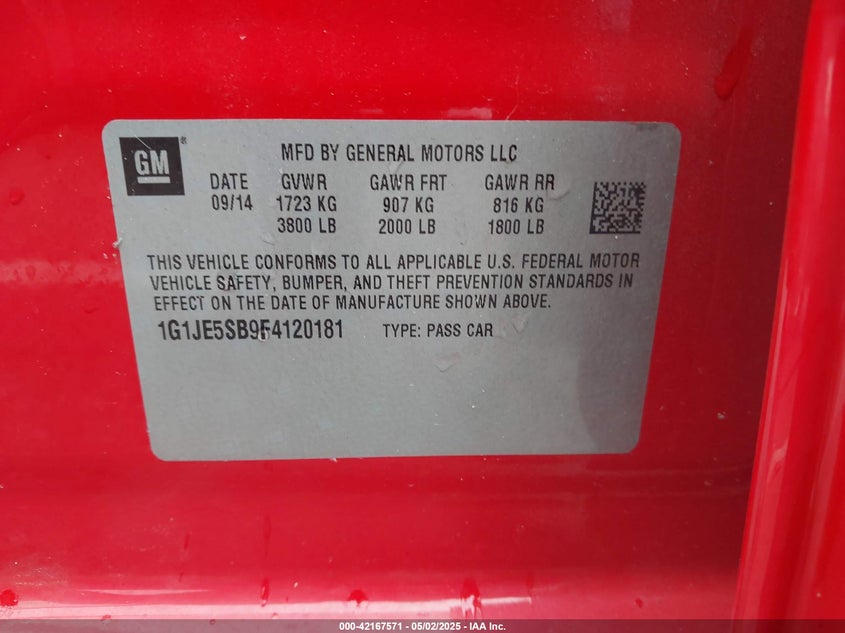 GM®
MFD BY GENERAL MOTORS LLC
DATE GVWR GAWR FRT GAWR RR
09/14 1723 KG 907 KG 816 KG
3800 LB 2000 LB 1800 LB
THIS VEHICLE CONFORMS TO ALL APPLICABLE U.S. FEDERAL MOTOR
VEHICLE SAFETY, BUMPER, AND THEFT PREVENTION STANDARDS IN
EFFECT ON THE DATE OF MANUFACTURE SHOWN ABOVE.
1G1JE5SB9F4120181 TYPE: PASS CAR
000-42167571 — 05/02/2025 — IAA Inc.